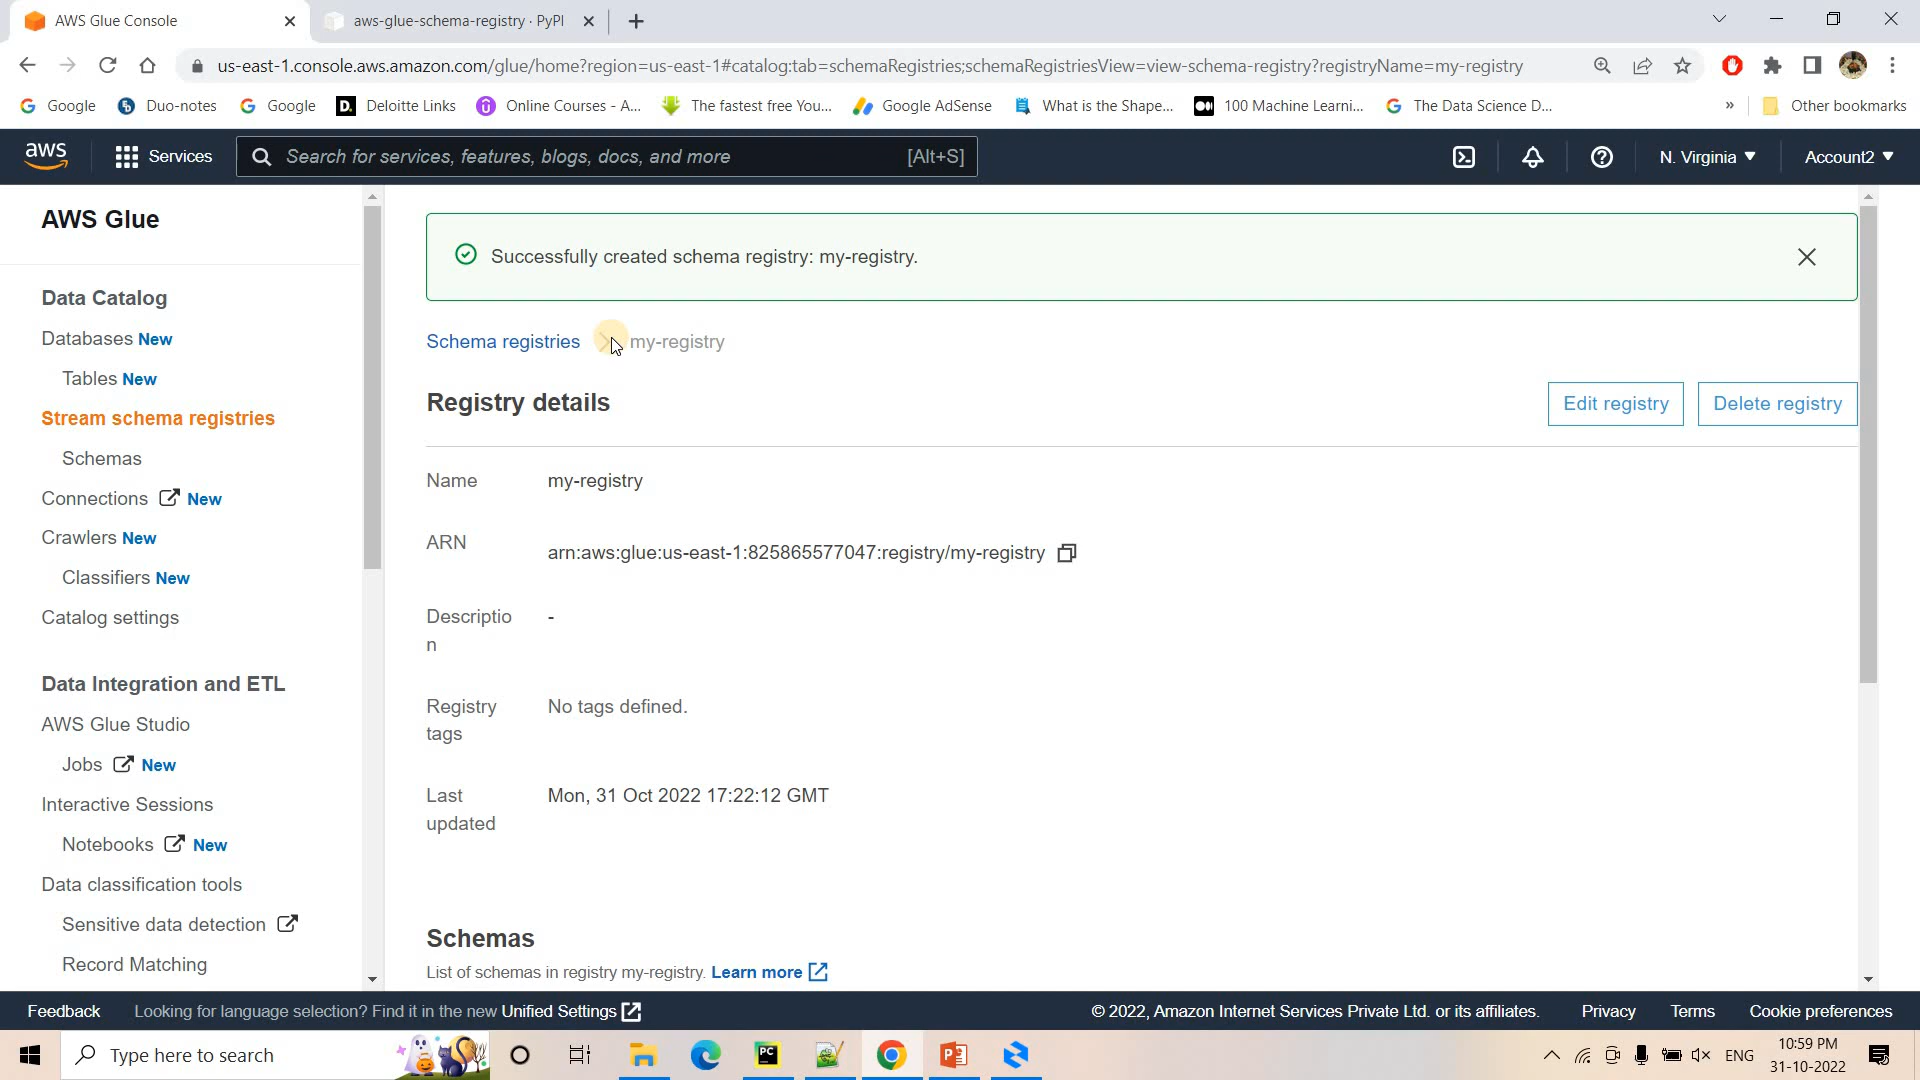 AWS Glue Console
aws-glue-schema-registry · PyPI
us-east-1.console.aws.amazon.com/glue/home?region=us-east-1#catalog:tab=schemaRegistries;schemaRegistriesView=view-schema-registry?registryName=my-registry
Google
Duo-notes
Google
Deloitte Links
Online Courses - A...
The fastest free You...
Google AdSense
What is the Shape...
100 Machine Learni...
The Data Science D...
»
Other bookmarks
aws
Services
Search for services, features, blogs, docs, and more
[Alt+S]
N. Virginia
Account2
AWS Glue
Data Catalog
Databases New
Tables New
Stream schema registries
Schemas
Connections New
Crawlers New
Classifiers New
Catalog settings
Data Integration and ETL
AWS Glue Studio
Jobs New
Interactive Sessions
Notebooks New
Data classification tools
Sensitive data detection
Record Matching
Successfully created schema registry: my-registry.
Schema registries
my-registry
Registry details
Edit registry
Delete registry
Name
my-registry
ARN
arn:aws:glue:us-east-1:825865577047:registry/my-registry
Descriptio
n
-
Registry
tags
No tags defined.
Last
updated
Mon, 31 Oct 2022 17:22:12 GMT
Schemas
List of schemas in registry my-registry. Learn more
Feedback
Looking for language selection? Find it in the new Unified Settings
© 2022, Amazon Internet Services Private Ltd. or its affiliates.
Privacy
Terms
Cookie preferences
Type here to search
ENG
10:59 PM
31-10-2022